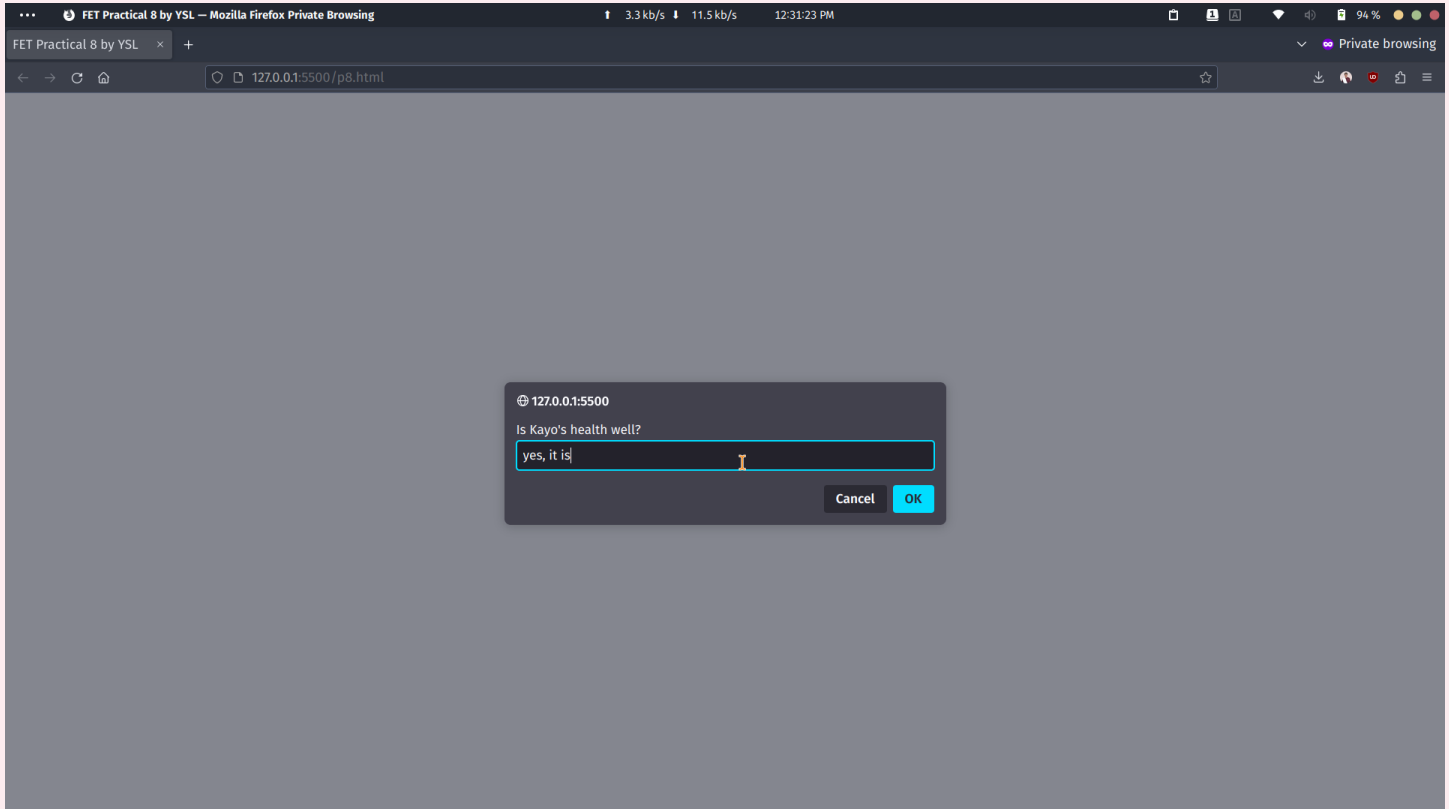 FET Practical 8 by YSL — Mozilla Firefox Private Browsing 3.3 kb/s 11.5 kb/s 12:31:23 PM 1 A 94 %
FET Practical 8 by YSL Private browsing
127.0.0.1:5500/p8.html
127.0.0.1:5500
Is Kayo's health well?
yes, it is
Cancel OK